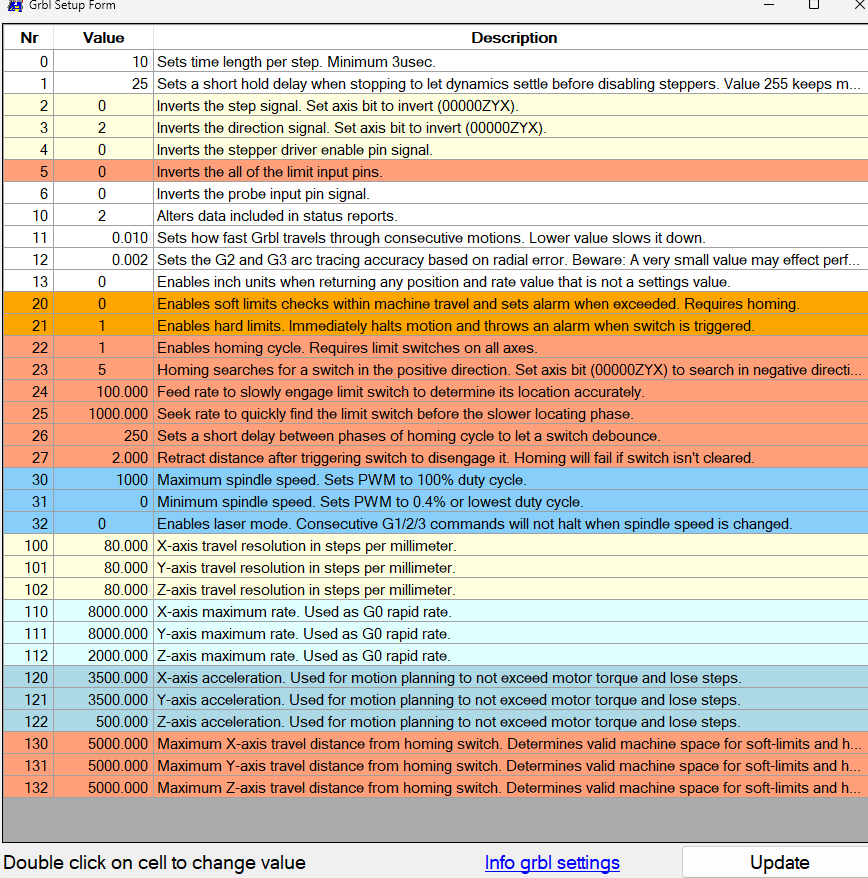 Grbl Setup Form
Nr Value Description
0 10 Sets time length per step. Minimum 3usec.
1 25 Sets a short hold delay when stopping to let dynamics settle before disabling steppers. Value 255 keeps m...
2 0 Inverts the step signal. Set axis bit to invert (00000ZYX).
3 2 Inverts the direction signal. Set axis bit to invert (00000ZYX).
4 0 Inverts the stepper driver enable pin signal.
5 0 Inverts the all of the limit input pins.
6 0 Inverts the probe input pin signal.
10 2 Alters data included in status reports.
11 0.010 Sets how fast Grbl travels through consecutive motions. Lower value slows it down.
12 0.002 Sets the G2 and G3 arc tracing accuracy based on radial error. Beware: A very small value may effect perf...
13 0 Enables inch units when returning any position and rate value that is not a settings value.
20 0 Enables soft limits checks within machine travel and sets alarm when exceeded. Requires homing.
21 1 Enables hard limits. Immediately halts motion and throws an alarm when switch is triggered.
22 1 Enables homing cycle. Requires limit switches on all axes.
23 5 Homing searches for a switch in the positive direction. Set axis bit (00000ZYX) to search in negative directi...
24 100.000 Feed rate to slowly engage limit switch to determine its location accurately.
25 1000.000 Seek rate to quickly find the limit switch before the slower locating phase.
26 250 Sets a short delay between phases of homing cycle to let a switch debounce.
27 2.000 Retract distance after triggering switch to disengage it. Homing will fail if switch isn't cleared.
30 1000 Maximum spindle speed. Sets PWM to 100% duty cycle.
31 0 Minimum spindle speed. Sets PWM to 0.4% or lowest duty cycle.
32 0 Enables laser mode. Consecutive G1/2/3 commands will not halt when spindle speed is changed.
100 80.000 X-axis travel resolution in steps per millimeter.
101 80.000 Y-axis travel resolution in steps per millimeter.
102 80.000 Z-axis travel resolution in steps per millimeter.
110 8000.000 X-axis maximum rate. Used as G0 rapid rate.
111 8000.000 Y-axis maximum rate. Used as G0 rapid rate.
112 2000.000 Z-axis maximum rate. Used as G0 rapid rate.
120 3500.000 X-axis acceleration. Used for motion planning to not exceed motor torque and lose steps.
121 3500.000 Y-axis acceleration. Used for motion planning to not exceed motor torque and lose steps.
122 500.000 Z-axis acceleration. Used for motion planning to not exceed motor torque and lose steps.
130 5000.000 Maximum X-axis travel distance from homing switch. Determines valid machine space for soft-limits and h...
131 5000.000 Maximum Y-axis travel distance from homing switch. Determines valid machine space for soft-limits and h...
132 5000.000 Maximum Z-axis travel distance from homing switch. Determines valid machine space for soft-limits and h...
Double click on cell to change value Info grbl settings Update